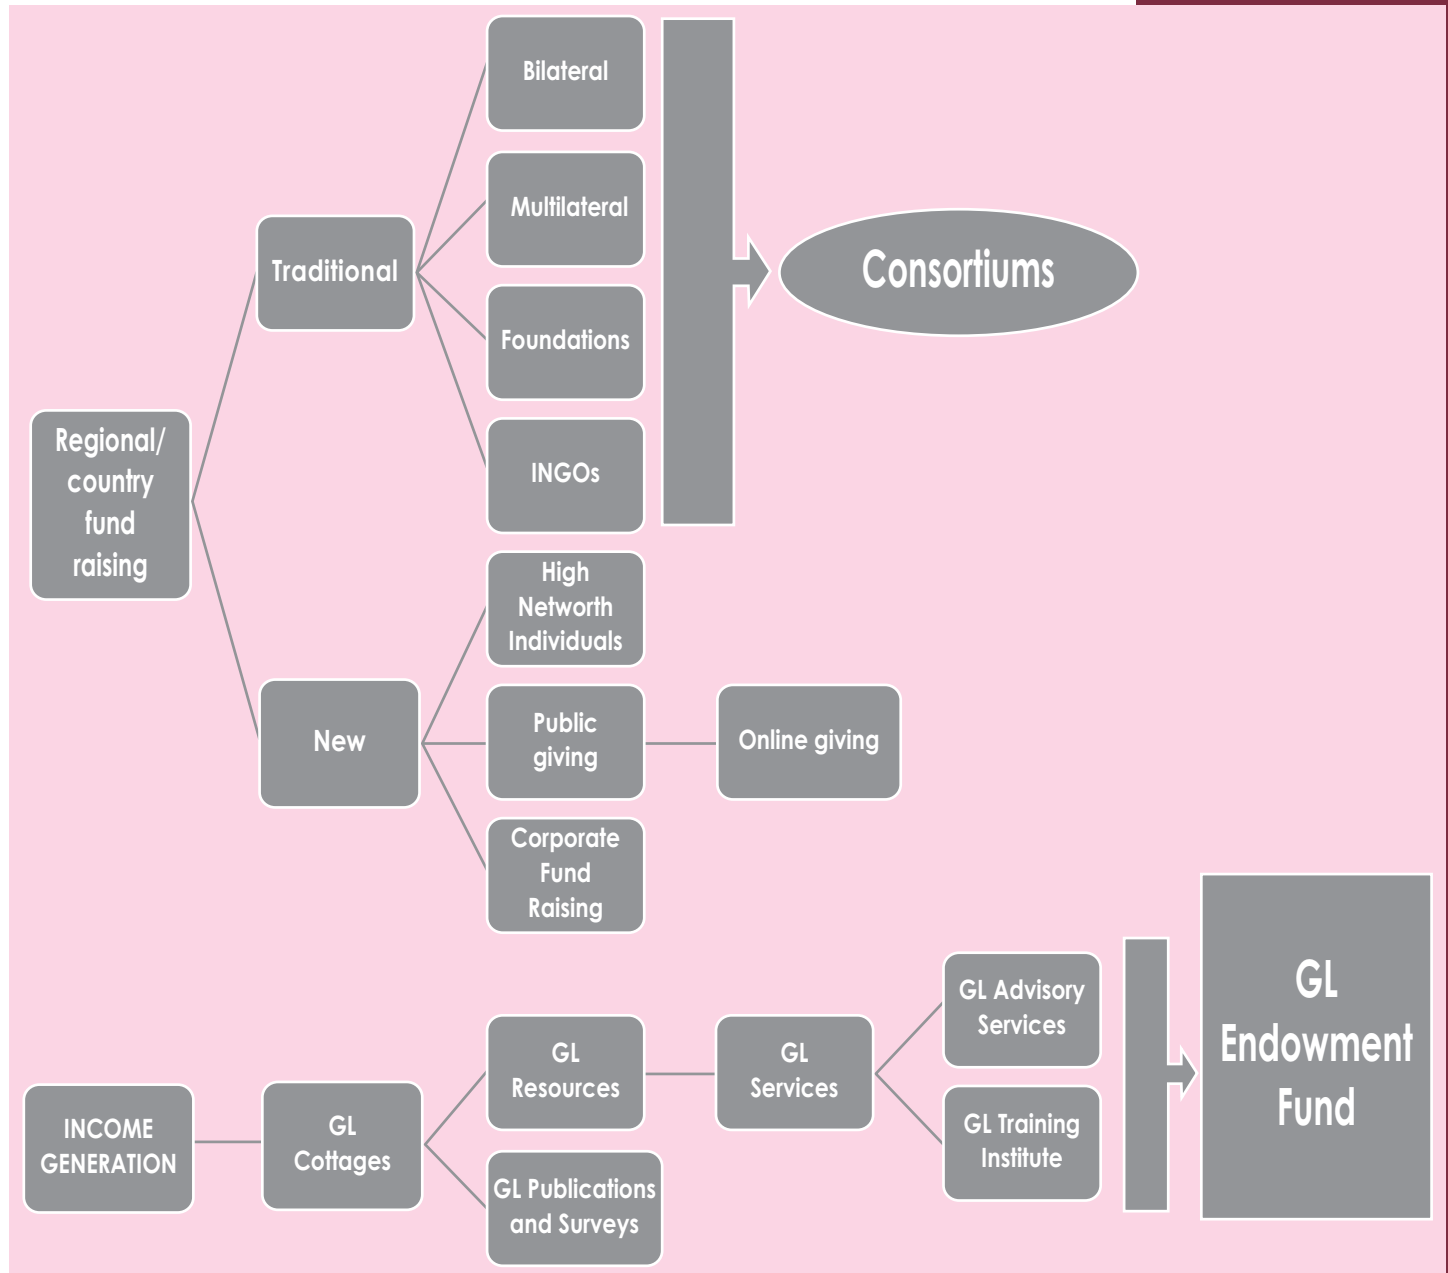 Bilateral
Multilateral
Traditional
Consortiums
Foundations
INGOs
Regional/
country
fund
raising
High
Networth
Individuals
New
Public
giving
Online giving
Corporate
Fund
Raising
INCOME
GENERATION
GL
Cottages
GL
Resources
GL Publications
and Surveys
GL
Services
GL Advisory
Services
GL Training
Institute
GL
Endowment
Fund